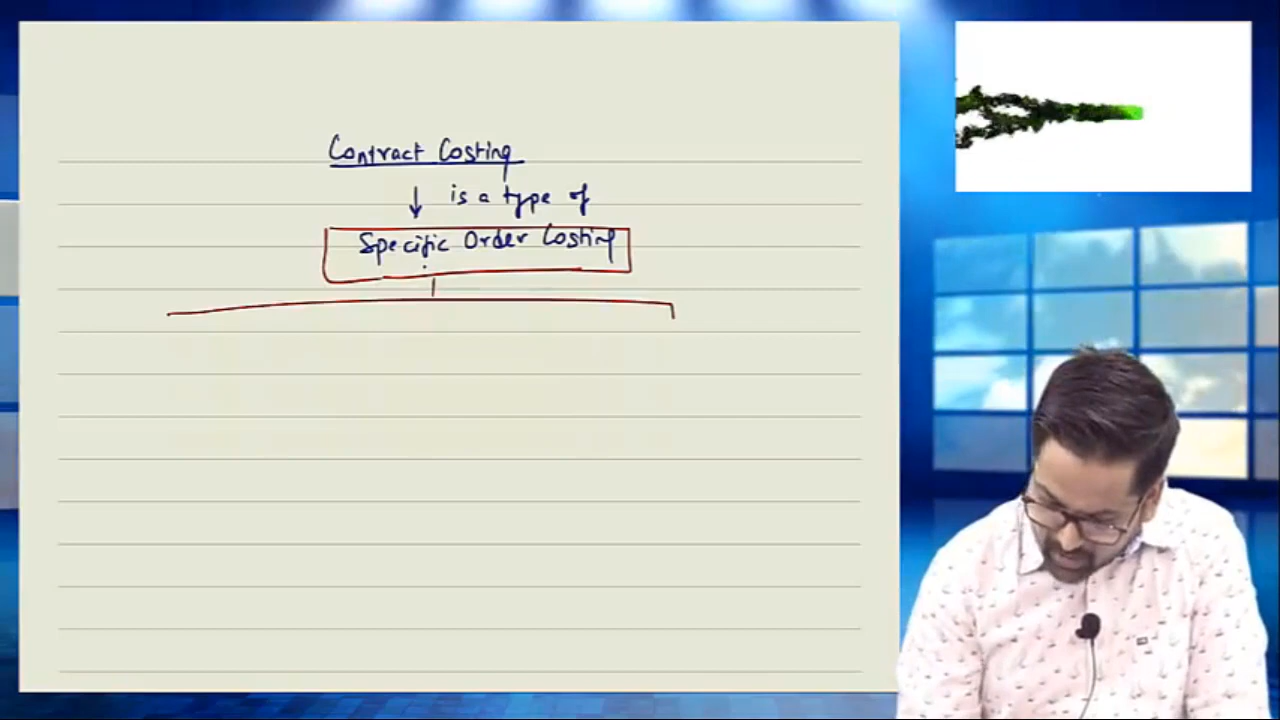 Contract Costing
↓ is a type of
Specific Order Costing